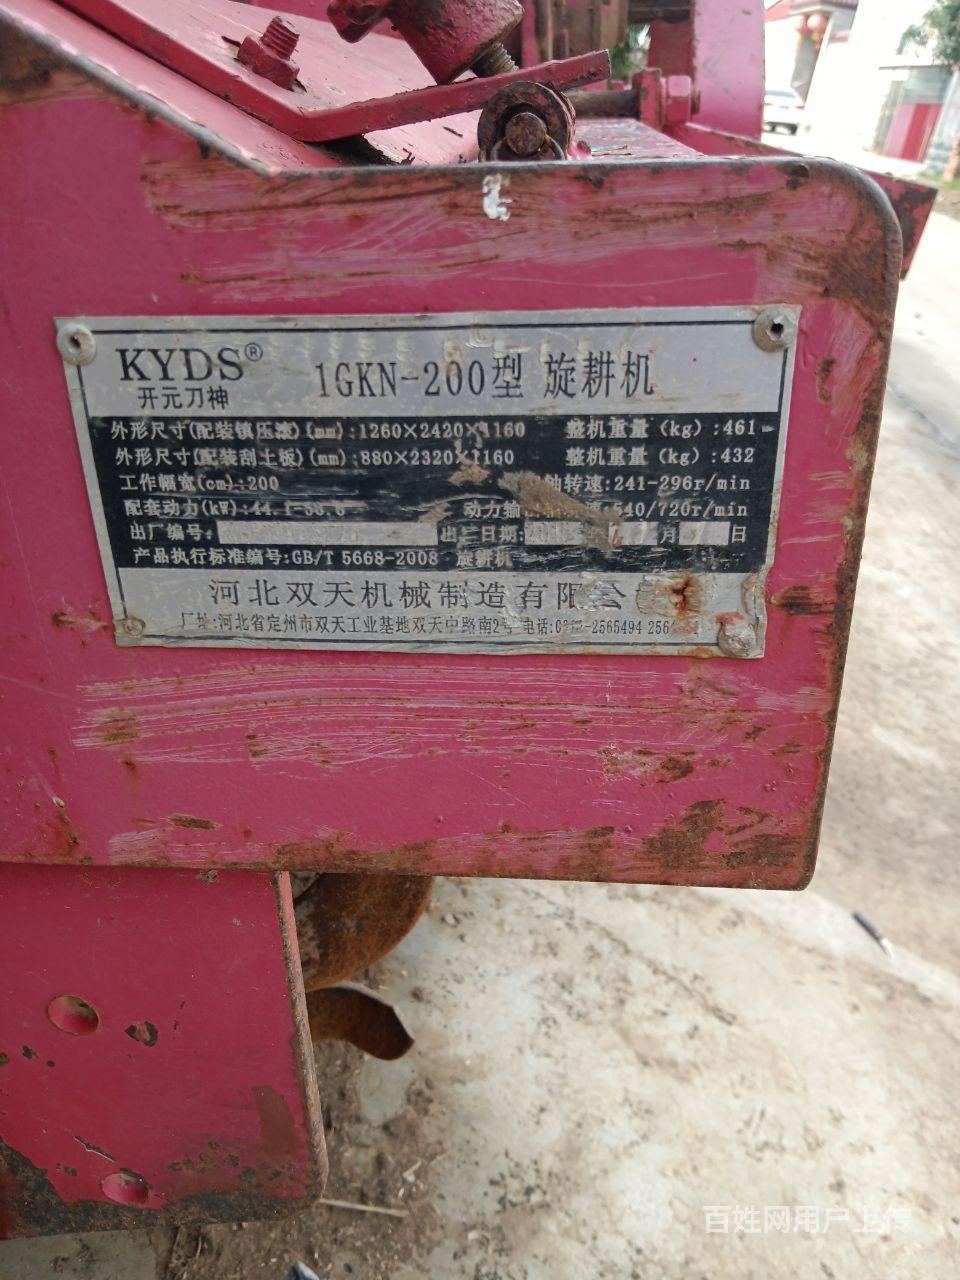 KYDS®
开元刀神
1GKN-200型 旋耕机
外形尺寸(配装镇压滚)(mm):1260×2420×1160 整机重量(kg):461
外形尺寸(配装刮土板)(mm):880×2320×1160 整机重量(kg):432
工作幅宽(cm):200 轴转速:241-296r/min
配套动力(kW): 动力输 540/720r/min
出厂编号: 日期: 月 日
产品执行标准编号:GB/T 5668-2008 旋耕机
河北双天机械制造有限公
厂址:河北省定州市双天工业基地双天中路南2号 电话: -2565494
百姓网用户上传